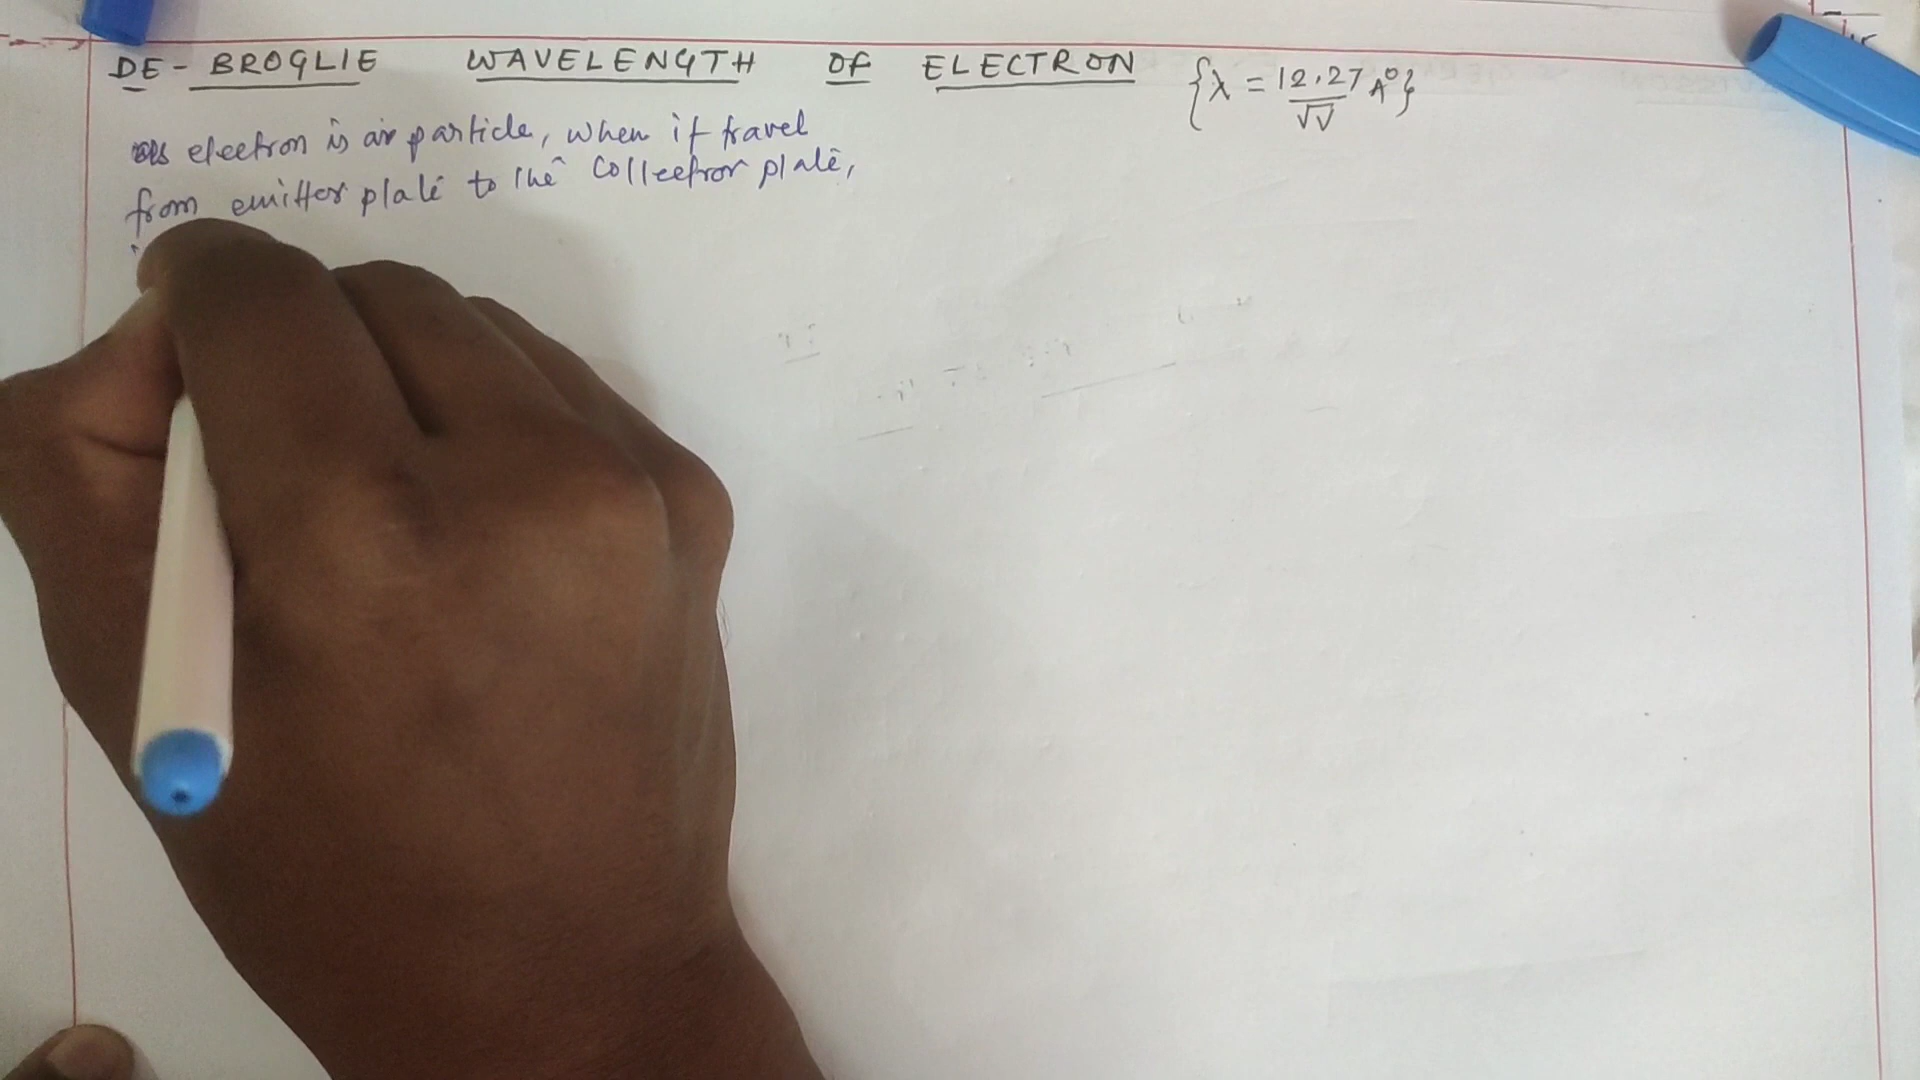 DE-BROGLIE WAVELENGTH OF ELECTRON {λ = 12.27/√V A⁰}
electron is a particle, when it travel
from emitter plate to the collector plate,